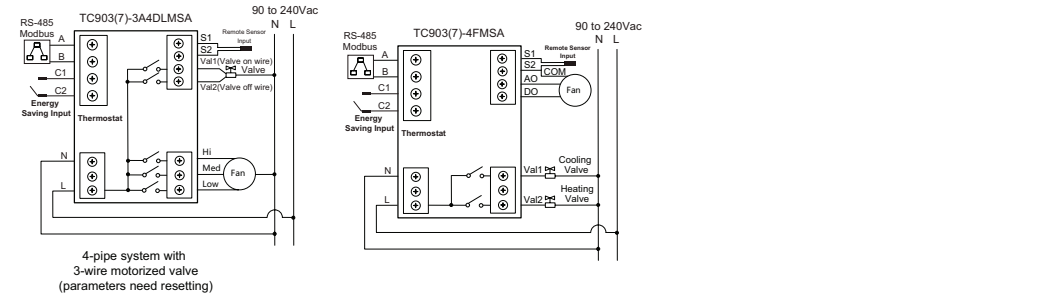 TC903(7)-3A4DLMSA
90 to 240Vac
N L
RS-485
Modbus
A
B
C1
C2
Energy
Saving Input
Thermostat
S1
S2
Remote Sensor
Input
Val1(Valve on wire)
Valve
Val2(Valve off wire)
N
L
Hi
Med
Low
Fan
4-pipe system with
3-wire motorized valve
(parameters need resetting)
TC903(7)-4FMSA
90 to 240Vac
N L
RS-485
Modbus
A
B
C1
C2
Energy
Saving Input
Thermostat
S1
S2
Remote Sensor
Input
COM
AO
DO
Fan
N
L
Val1
Cooling
Valve
Val2
Heating
Valve